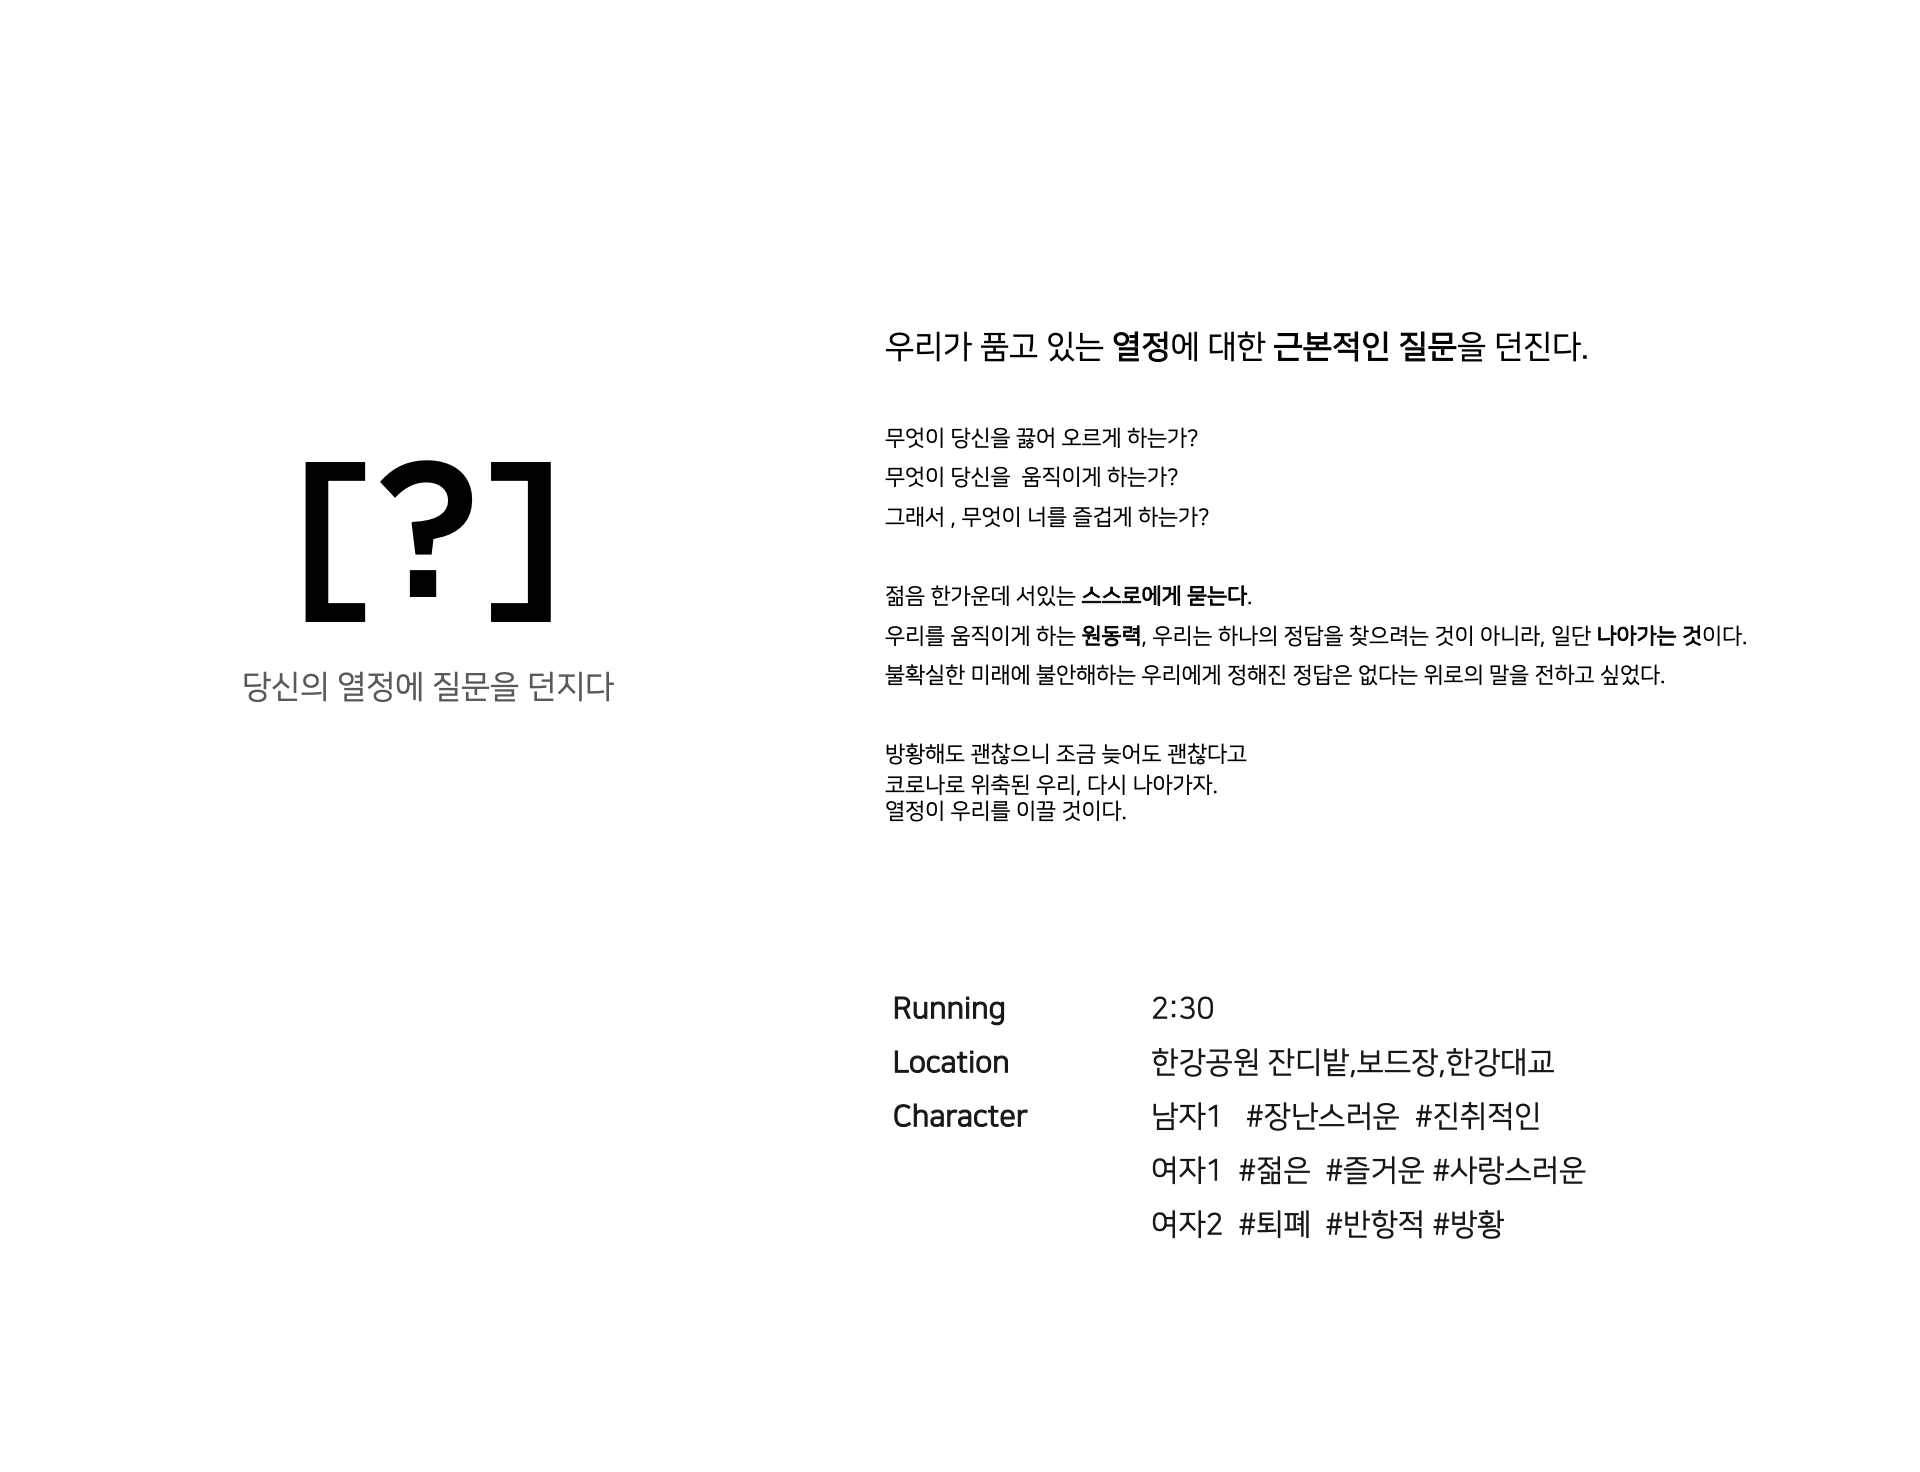 [?]
당신의 열정에 질문을 던지다
우리가 품고 있는 열정에 대한 근본적인 질문을 던진다.
무엇이 당신을 끓어 오르게 하는가?
무엇이 당신을  움직이게 하는가?
그래서 , 무엇이 너를 즐겁게 하는가?
젊음 한가운데 서있는 스스로에게 묻는다.
우리를 움직이게 하는 원동력, 우리는 하나의 정답을 찾으려는 것이 아니라, 일단 나아가는 것이다.
불확실한 미래에 불안해하는 우리에게 정해진 정답은 없다는 위로의 말을 전하고 싶었다.
방황해도 괜찮으니 조금 늦어도 괜찮다고
코로나로 위축된 우리, 다시 나아가자.
열정이 우리를 이끌 것이다.
Running 2:30
Location 한강공원 잔디밭,보드장,한강대교
Character 남자1 #장난스러운 #진취적인
여자1 #젊은 #즐거운 #사랑스러운
여자2 #퇴폐 #반항적 #방황